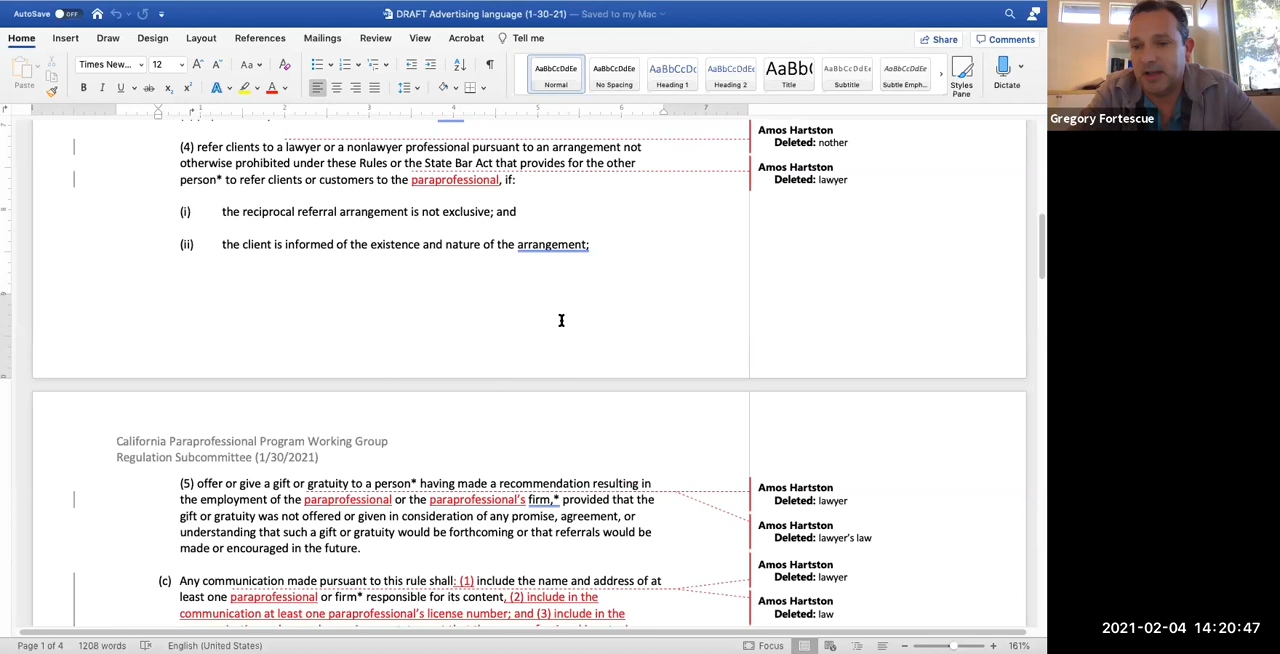 AutoSave OFF
DRAFT Advertising language (1-30-21) — Saved to my Mac
Home Insert Draw Design Layout References Mailings Review View Acrobat Tell me
Share Comments
Paste
Times New... 12
Aa
AaBbCcDdEe AaBbCcDdEe AaBbCcDc AaBbCcDdEe AaBb( AaBbCcDdEe AaBbCcDdEe
Normal No Spacing Heading 1 Heading 2 Title Subtitle Subtle Emph...
Styles Pane
Dictate
(4) refer clients to a lawyer or a nonlawyer professional pursuant to an arrangement not
otherwise prohibited under these Rules or the State Bar Act that provides for the other
person* to refer clients or customers to the paraprofessional, if:
(i) the reciprocal referral arrangement is not exclusive; and
(ii) the client is informed of the existence and nature of the arrangement;
Amos Hartston
Deleted: nother
Amos Hartston
Deleted: lawyer
California Paraprofessional Program Working Group
Regulation Subcommittee (1/30/2021)
(5) offer or give a gift or gratuity to a person* having made a recommendation resulting in
the employment of the paraprofessional or the paraprofessional's firm,* provided that the
gift or gratuity was not offered or given in consideration of any promise, agreement, or
understanding that such a gift or gratuity would be forthcoming or that referrals would be
made or encouraged in the future.
(c) Any communication made pursuant to this rule shall: (1) include the name and address of at
least one paraprofessional or firm* responsible for its content, (2) include in the
communication at least one paraprofessional's license number; and (3) include in the
Amos Hartston
Deleted: lawyer
Amos Hartston
Deleted: lawyer's law
Amos Hartston
Deleted: lawyer
Amos Hartston
Deleted: law
Page 1 of 4 1208 words English (United States) Focus 161%
Gregory Fortescue
2021-02-04 14:20:47